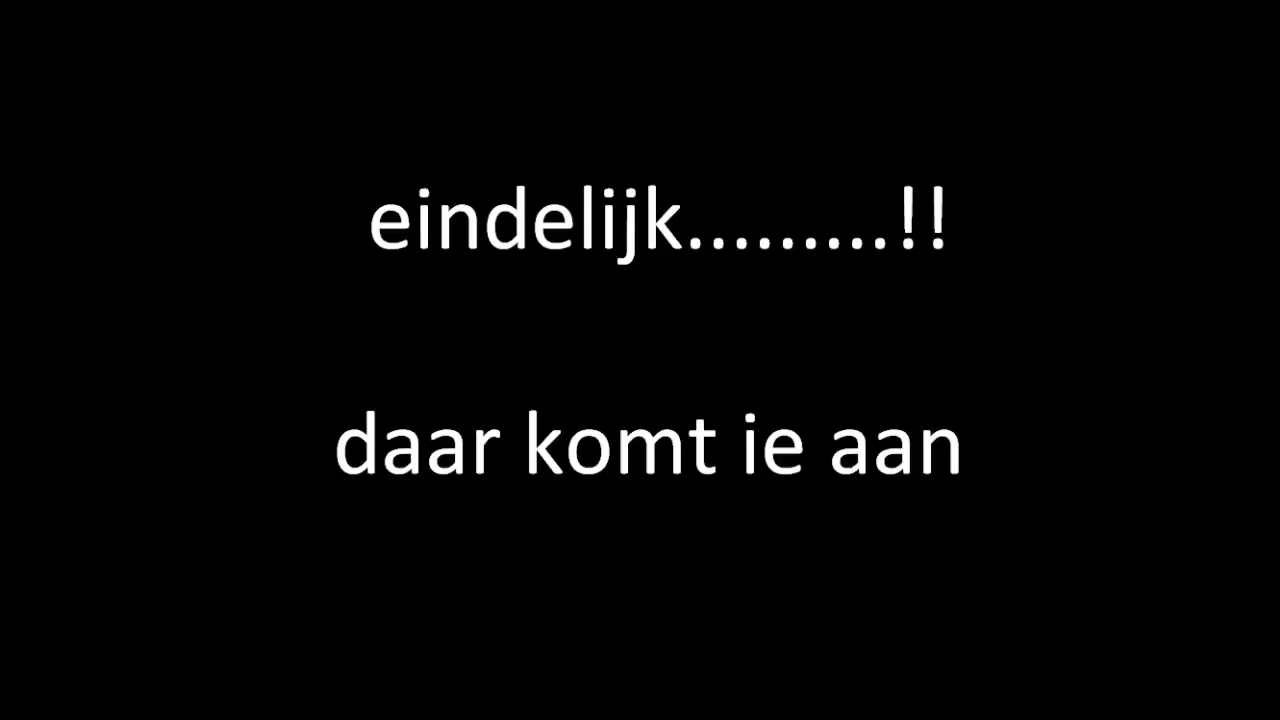 eindelijk.........!!
daar komt ie aan